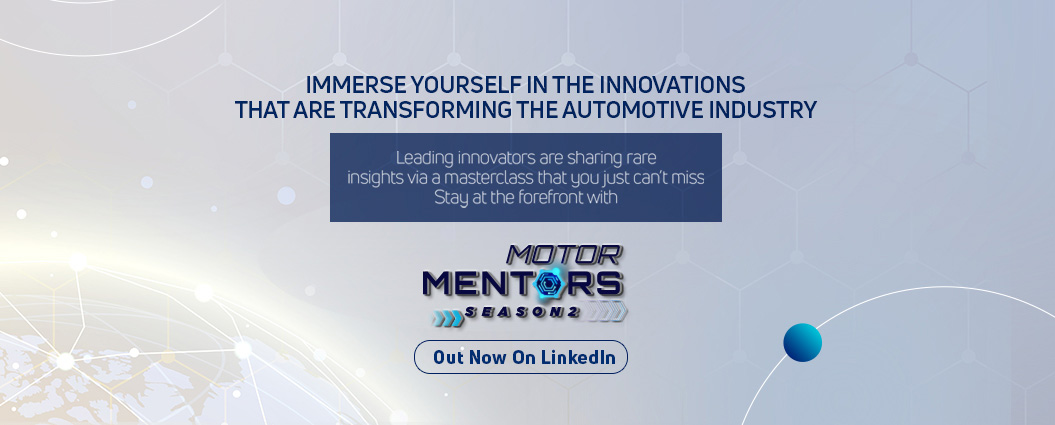 IMMERSE YOURSELF IN THE INNOVATIONS
THAT ARE TRANSFORMING THE AUTOMOTIVE INDUSTRY
Leading innovators are sharing rare
insights via a masterclass that you just can't miss
Stay at the forefront with
MOTOR
MENTORS
SEASON2
Out Now On LinkedIn